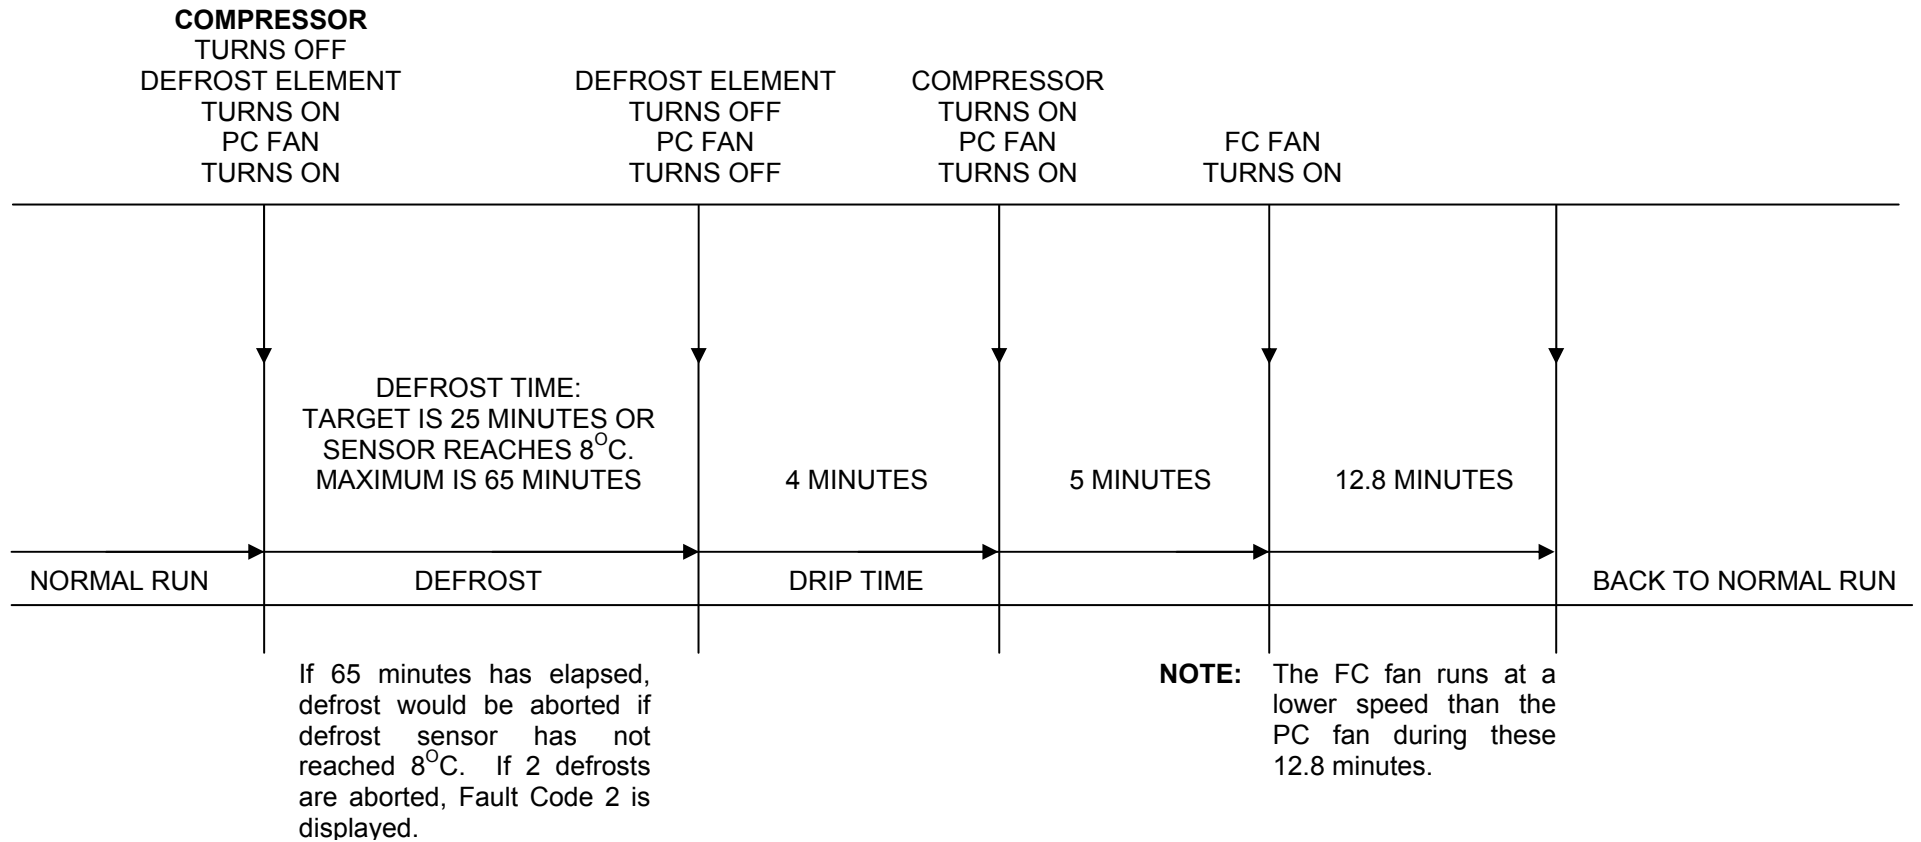 COMPRESSOR
TURNS OFF
DEFROST ELEMENT
TURNS ON
PC FAN
TURNS ON
DEFROST ELEMENT
TURNS OFF
PC FAN
TURNS OFF
COMPRESSOR
TURNS ON
PC FAN
TURNS ON
FC FAN
TURNS ON
DEFROST TIME:
TARGET IS 25 MINUTES OR
SENSOR REACHES 8°C.
MAXIMUM IS 65 MINUTES
4 MINUTES
5 MINUTES
12.8 MINUTES
NORMAL RUN
DEFROST
DRIP TIME
BACK TO NORMAL RUN
If 65 minutes has elapsed,
defrost would be aborted if
defrost sensor has not
reached 8°C. If 2 defrosts
are aborted, Fault Code 2 is
displayed.
NOTE: The FC fan runs at a
lower speed than the
PC fan during these
12.8 minutes.